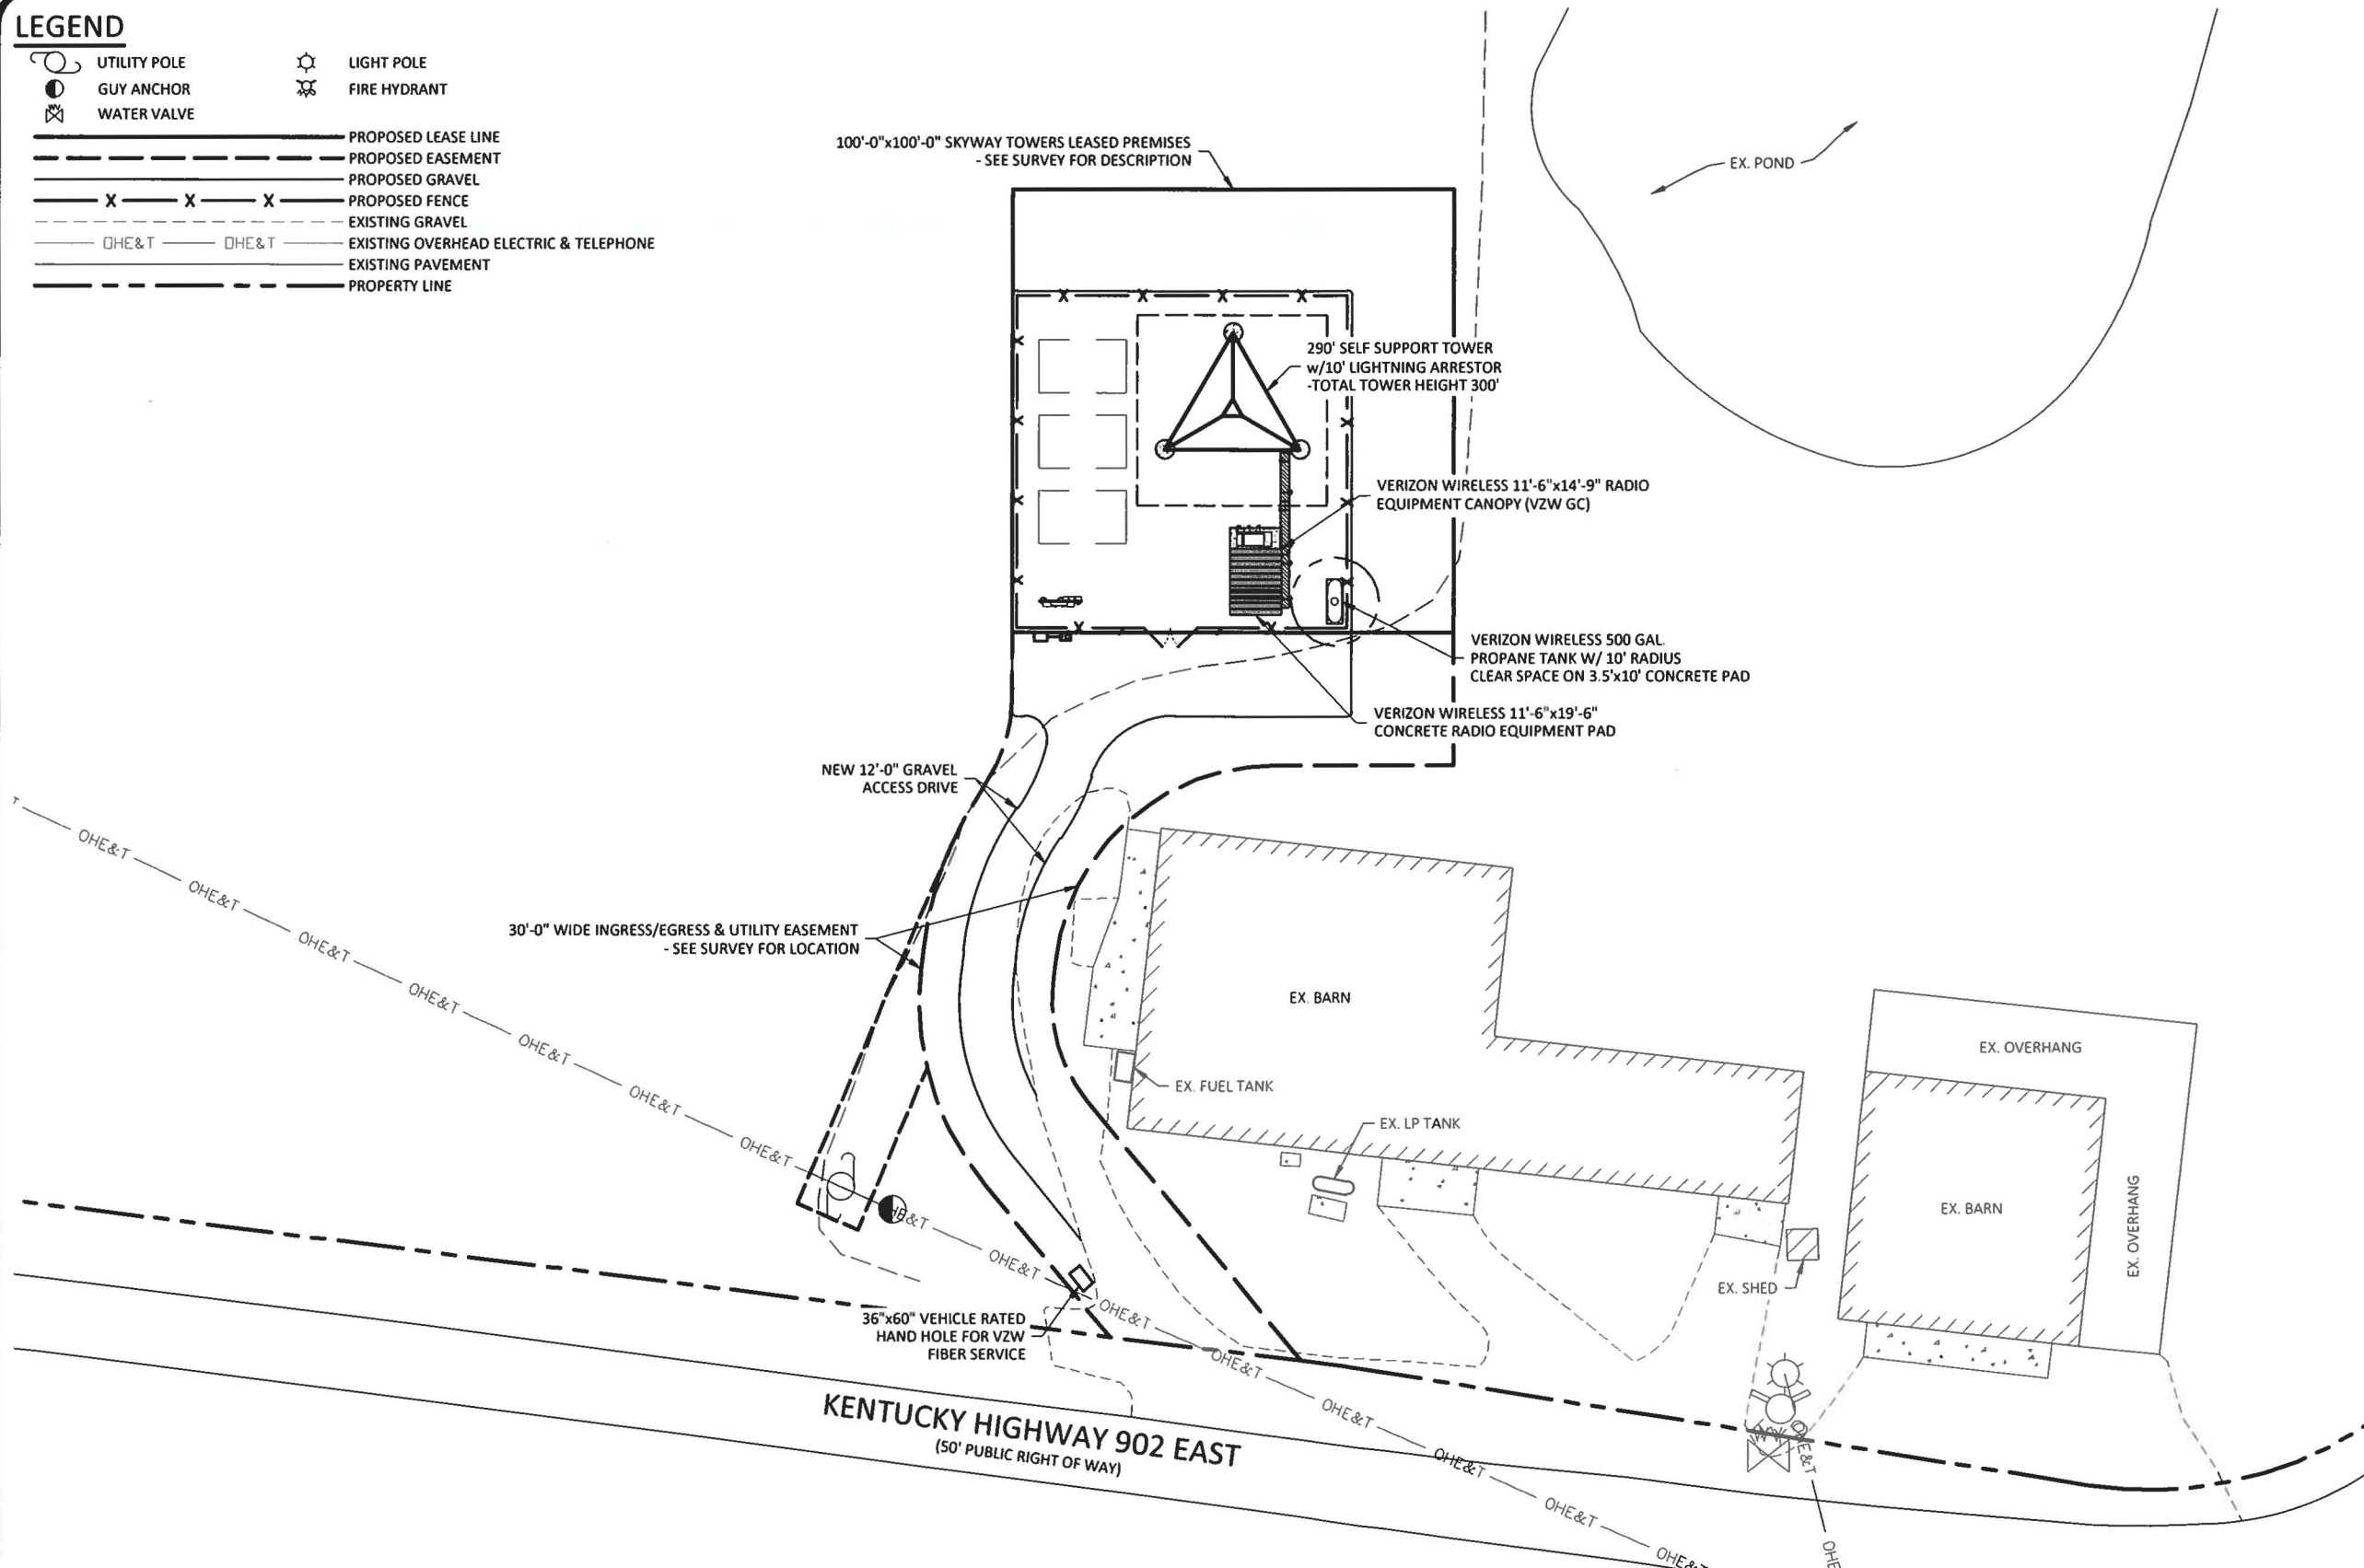 LEGEND
UTILITY POLE
LIGHT POLE
GUY ANCHOR
FIRE HYDRANT
WATER VALVE
PROPOSED LEASE LINE
PROPOSED EASEMENT
PROPOSED GRAVEL
X X X PROPOSED FENCE
EXISTING GRAVEL
OHE&T OHE&T EXISTING OVERHEAD ELECTRIC & TELEPHONE
EXISTING PAVEMENT
PROPERTY LINE
100'-0"x100'-0" SKYWAY TOWERS LEASED PREMISES
- SEE SURVEY FOR DESCRIPTION
EX. POND
X X X X
290' SELF SUPPORT TOWER
w/10' LIGHTNING ARRESTOR
-TOTAL TOWER HEIGHT 300'
VERIZON WIRELESS 11'-6"x14'-9" RADIO
EQUIPMENT CANOPY (VZW GC)
VERIZON WIRELESS 500 GAL.
PROPANE TANK W/ 10' RADIUS
CLEAR SPACE ON 3.5'x10' CONCRETE PAD
VERIZON WIRELESS 11'-6"x19'-6"
CONCRETE RADIO EQUIPMENT PAD
NEW 12'-0" GRAVEL
ACCESS DRIVE
30'-0" WIDE INGRESS/EGRESS & UTILITY EASEMENT
- SEE SURVEY FOR LOCATION
OHE&T
OHE&T
OHE&T
OHE&T
OHE&T
OHE&T
OHE&T
HE&T
OHE&T
OHE&T
OHE&T
OHE&T
OHE&T
OHE&T
OHE&T
EX. BARN
EX. FUEL TANK
EX. LP TANK
EX. OVERHANG
EX. BARN
EX. OVERHANG
EX. SHED
36"x60" VEHICLE RATED
HAND HOLE FOR VZW
FIBER SERVICE
KENTUCKY HIGHWAY 902 EAST
(50' PUBLIC RIGHT OF WAY)
OHE&T
OHE